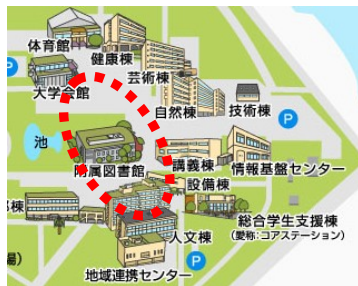 体育館
健康棟
P
芸術棟
大学会館
自然棟
技術棟
P
池
附属図書館
講義棟
情報基盤センター
設備棟
総合学生支援棟
(愛称:コアステーション)
人文棟
場)
地域連携センター
P